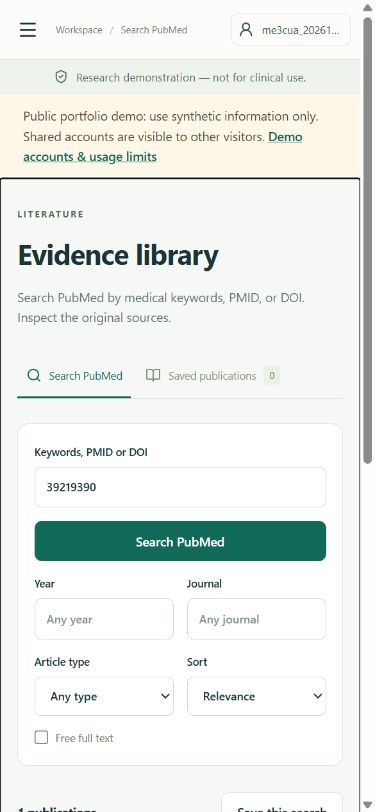 Workspace / Search PubMed
me3cua_20261...
Research demonstration — not for clinical use.
Public portfolio demo: use synthetic information only.
Shared accounts are visible to other visitors. Demo
accounts & usage limits
LITERATURE
Evidence library
Search PubMed by medical keywords, PMID, or DOI.
Inspect the original sources.
Search PubMed
Saved publications 0
Keywords, PMID or DOI
39219390
Search PubMed
Year
Journal
Any year
Any journal
Article type
Sort
Any type
Relevance
Free full text
1 publications
Save this search